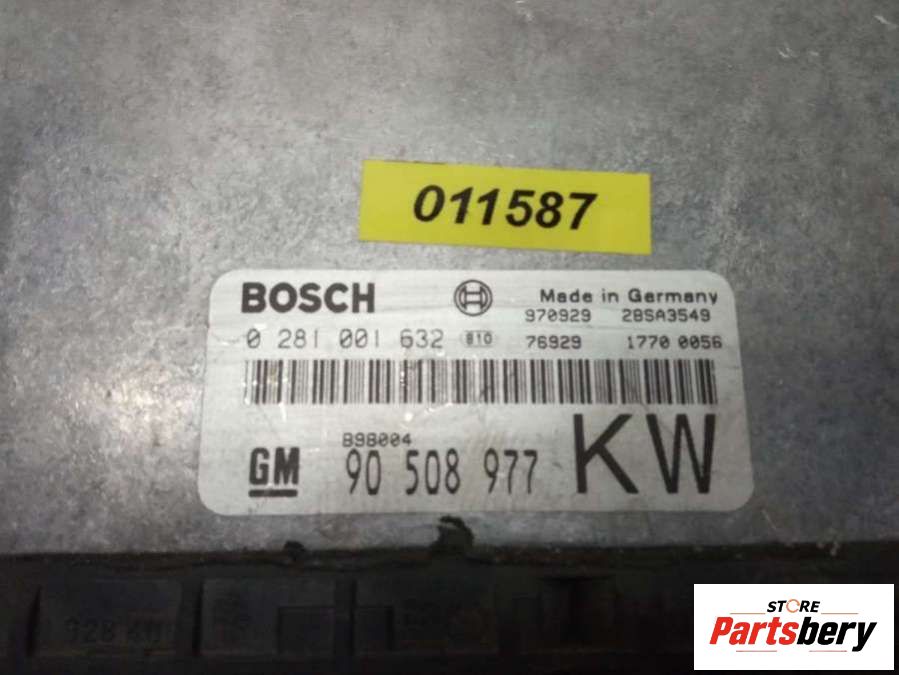 011587
BOSCH Made in Germany
970929 28SA3549
0 281 001 632 810 76929 1770 0056
B98004
GM 90 508 977 KW
STORE
Partsbery